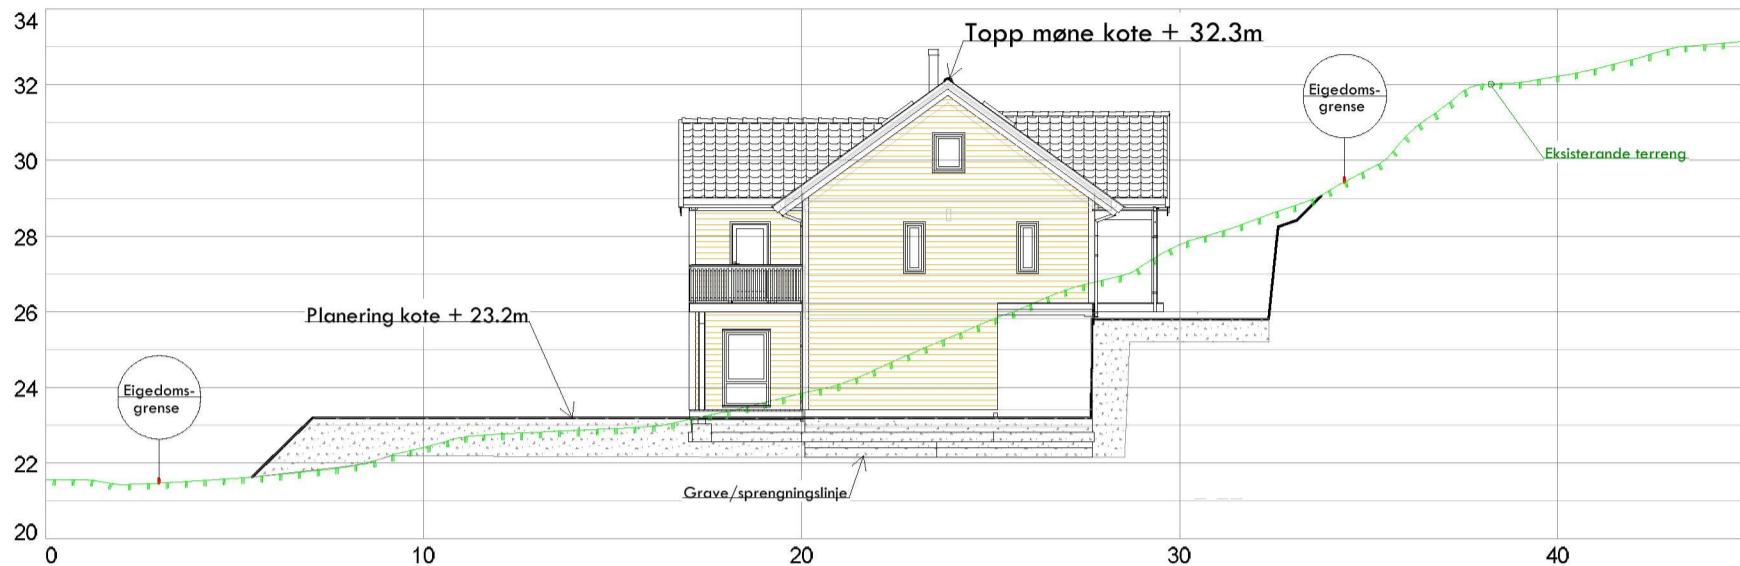 34
Topp møne kote + 32.3m
32
Eigedoms-
grense
30
Eksisterande terreng
28
26
Planering kote + 23.2m
24
Eigedoms-
grense
22
Grave/sprengningslinje
20
0 10 20 30 40